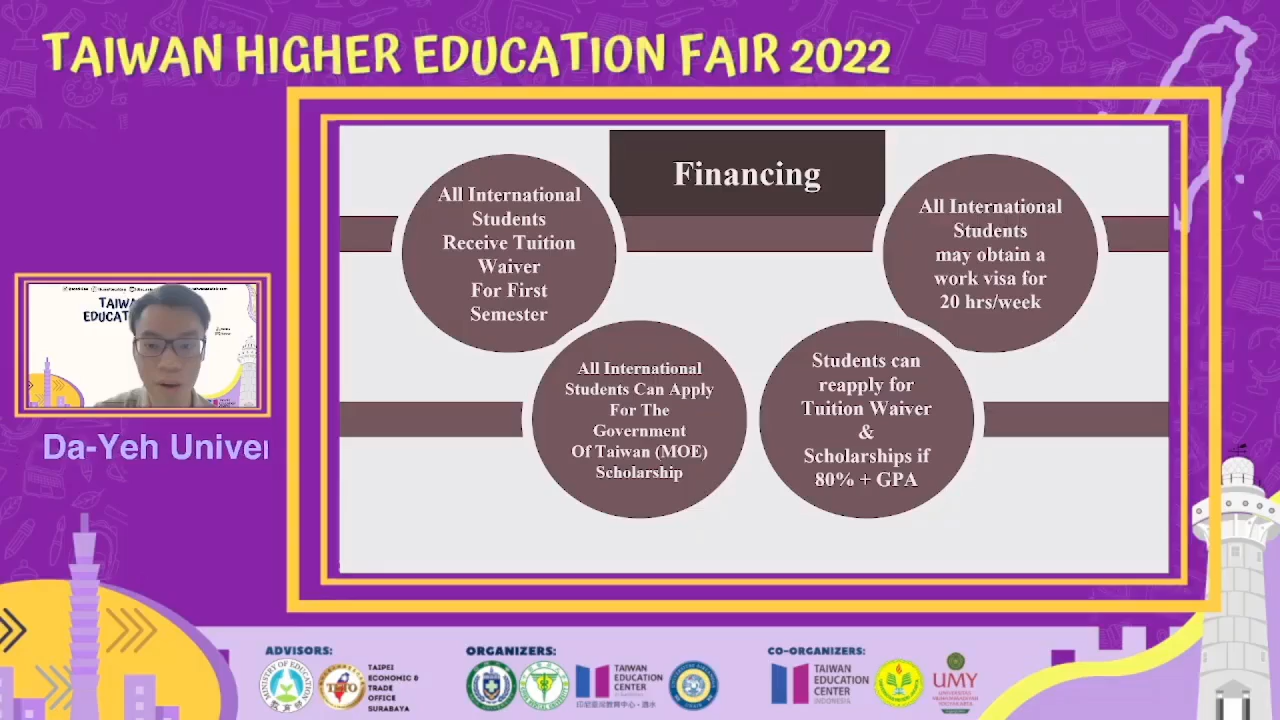 TAIWAN HIGHER EDUCATION FAIR 2022
Financing
All International
Students
Receive Tuition
Waiver
For First
Semester
All International
Students Can Apply
For The
Government
Of Taiwan (MOE)
Scholarship
Students can
reapply for
Tuition Waiver
&
Scholarships if
80% + GPA
All International
Students
may obtain a
work visa for
20 hrs/week
TAIWA
EDUCAT
Da-Yeh Univer
ADVISORS:
TAIPEI
ECONOMIC &
TRADE
OFFICE
SURABAYA
ORGANIZERS:
TAIWAN
EDUCATION
CENTER
CO-ORGANIZERS:
TAIWAN
EDUCATION
CENTER
INDONESIA
UMY